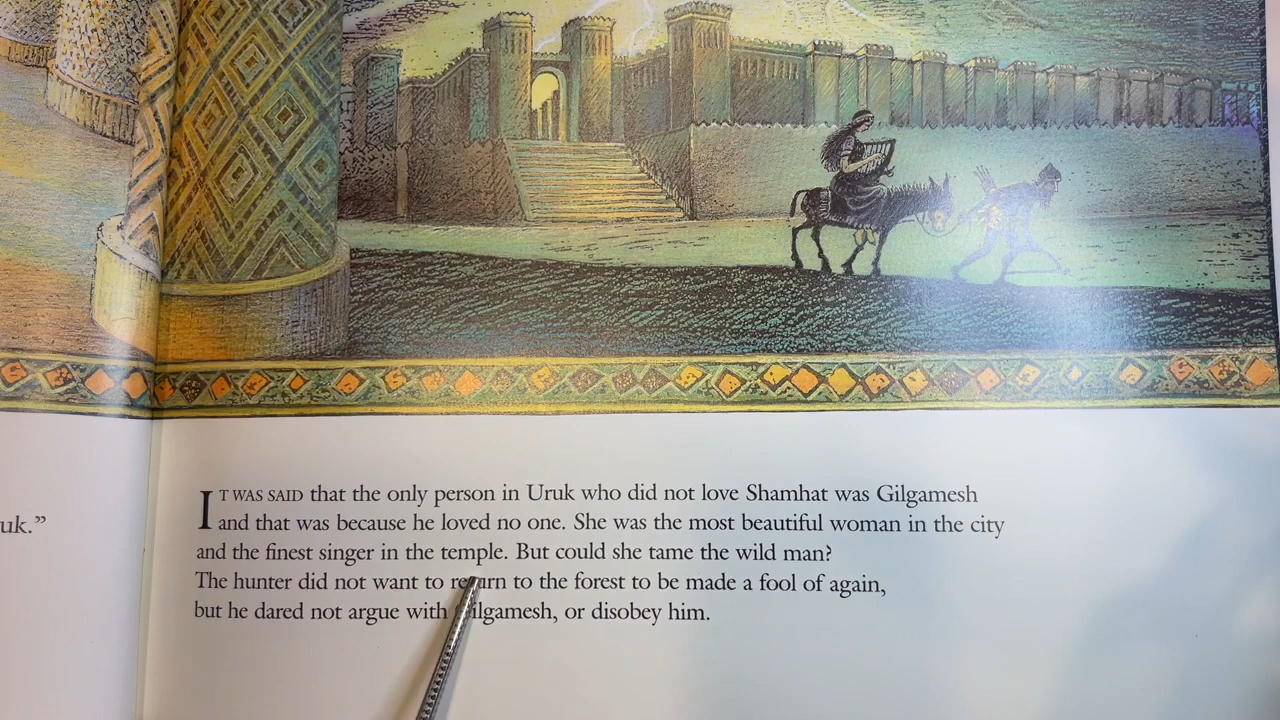 uk.”
IT WAS SAID that the only person in Uruk who did not love Shamhat was Gilgamesh
and that was because he loved no one. She was the most beautiful woman in the city
and the finest singer in the temple. But could she tame the wild man?
The hunter did not want to return to the forest to be made a fool of again,
but he dared not argue with Gilgamesh, or disobey him.